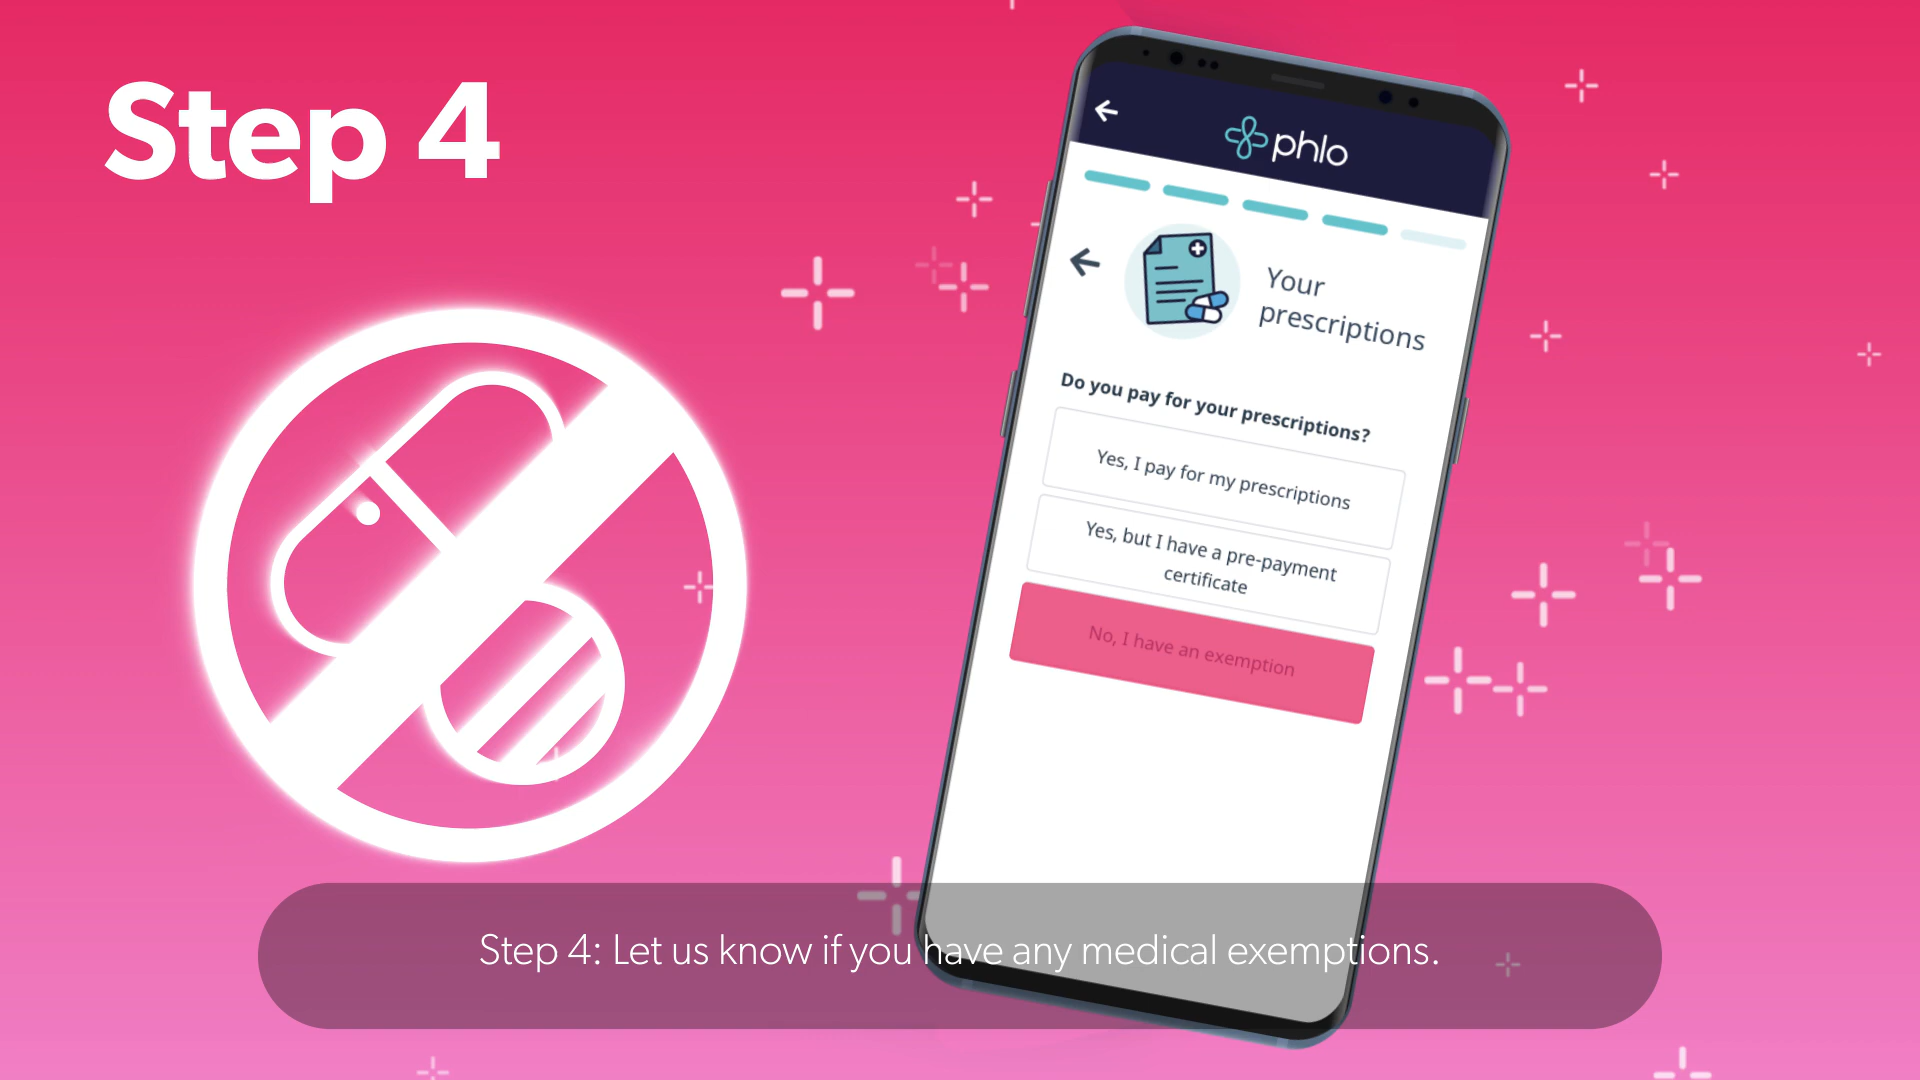 Step 4
phlo
Your
prescriptions
Do you pay for your prescriptions?
Yes, I pay for my prescriptions
Yes, but I have a pre-payment
certificate
No, I have an exemption
Step 4: Let us know if you have any medical exemptions.